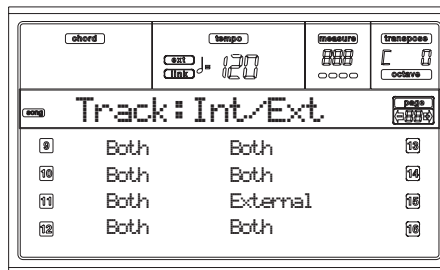 chord tempo measure transpose
ext link ♩= 120 888 C 0
octave
song Track:Int/Ext page 88
9 Both Both 13
10 Both Both 14
11 Both External 15
12 Both Both 16